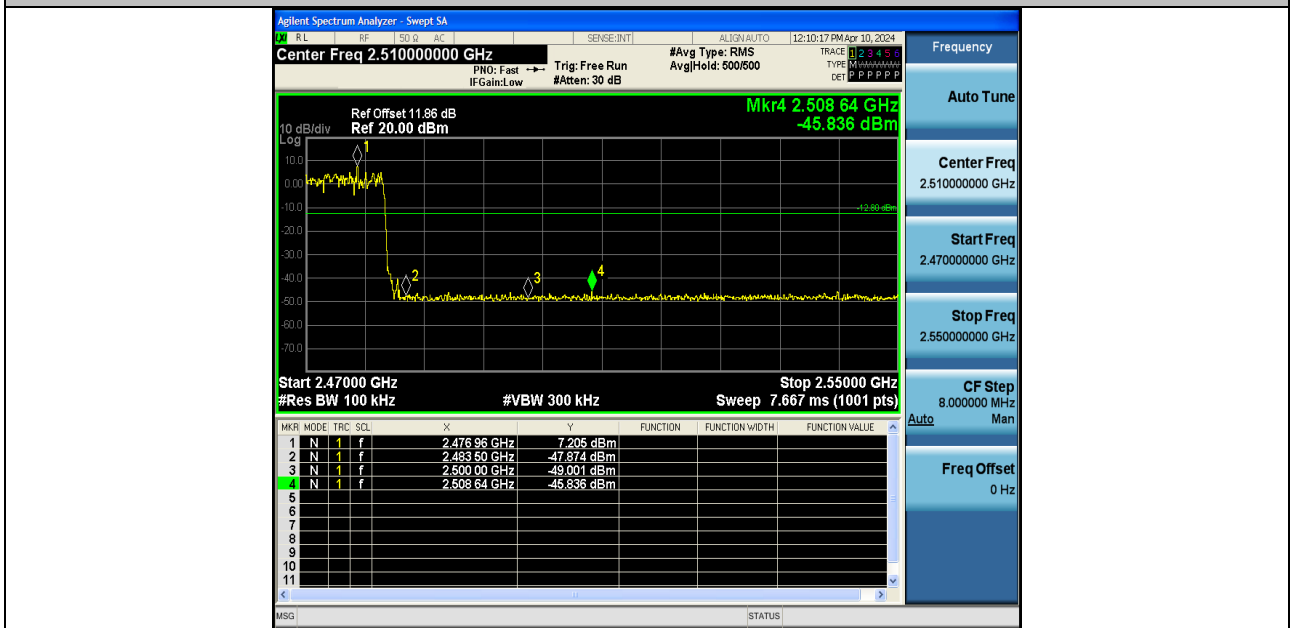 Agilent Spectrum Analyzer - Swept SA
RL RF 50 Ω AC SENSE:INT ALIGN AUTO 12:10:17 PM Apr 10, 2024
Center Freq 2.510000000 GHz
PNO: Fast
IFGain:Low
Trig: Free Run
#Atten: 30 dB
#Avg Type: RMS
Avg|Hold: 500/500
TRACE 1 2 3 4 5 6
TYPE M
DET P P P P P P
Mkr4 2.508 64 GHz
-45.836 dBm
Ref Offset 11.86 dB
10 dB/div Ref 20.00 dBm
Log
10.0
0.00
-10.0
-20.0
-30.0
-40.0
-50.0
-60.0
-70.0
1
2
3
4
-12.80 dBm
Start 2.47000 GHz Stop 2.55000 GHz
#Res BW 100 kHz #VBW 300 kHz Sweep 7.667 ms (1001 pts)
MKR MODE TRC SCL X Y FUNCTION FUNCTION WIDTH FUNCTION VALUE
1 N 1 f 2.476 96 GHz 7.205 dBm
2 N 1 f 2.483 50 GHz -47.874 dBm
3 N 1 f 2.500 00 GHz -49.001 dBm
4 N 1 f 2.508 64 GHz -45.836 dBm
5
6
7
8
9
10
11
MSG STATUS
Frequency
Auto Tune
Center Freq
2.510000000 GHz
Start Freq
2.470000000 GHz
Stop Freq
2.550000000 GHz
CF Step
8.000000 MHz
Auto Man
Freq Offset
0 Hz